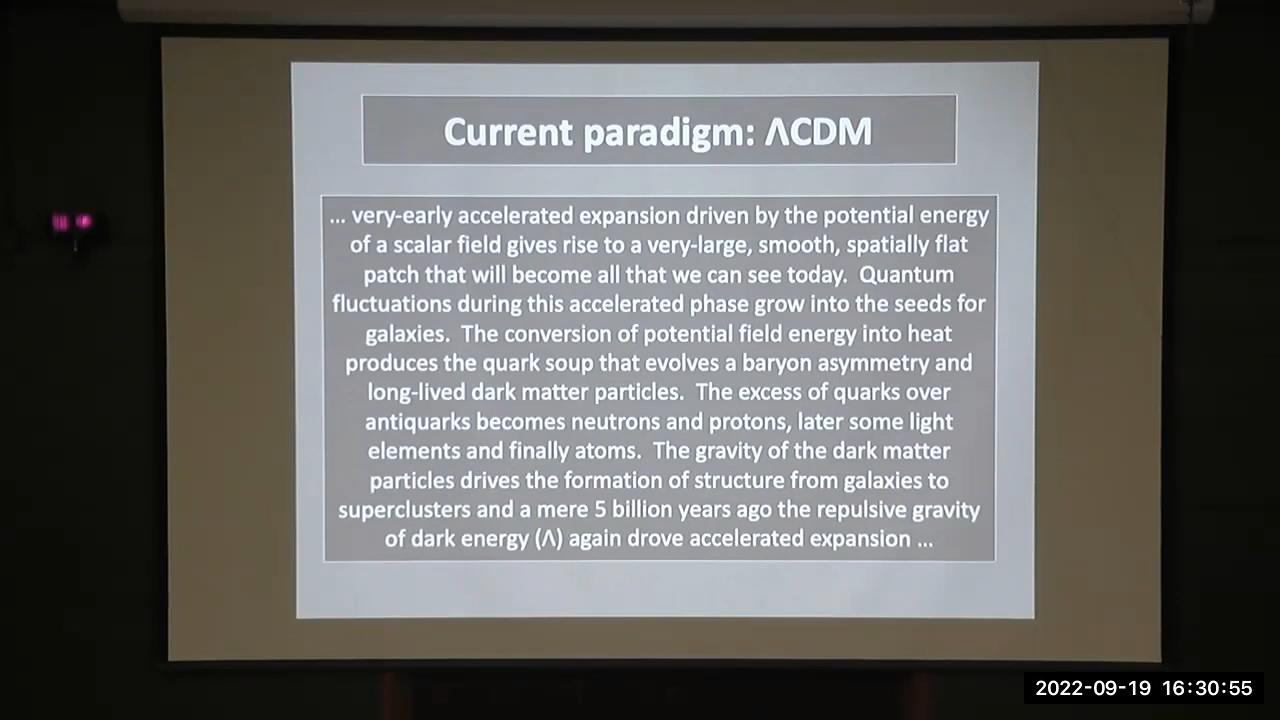 Current paradigm: ΛCDM
... very-early accelerated expansion driven by the potential energy
of a scalar field gives rise to a very-large, smooth, spatially flat
patch that will become all that we can see today.  Quantum
fluctuations during this accelerated phase grow into the seeds for
galaxies.  The conversion of potential field energy into heat
produces the quark soup that evolves a baryon asymmetry and
long-lived dark matter particles.  The excess of quarks over
antiquarks becomes neutrons and protons, later some light
elements and finally atoms.  The gravity of the dark matter
particles drives the formation of structure from galaxies to
superclusters and a mere 5 billion years ago the repulsive gravity
of dark energy (Λ) again drove accelerated expansion ...
2022-09-19 16:30:55